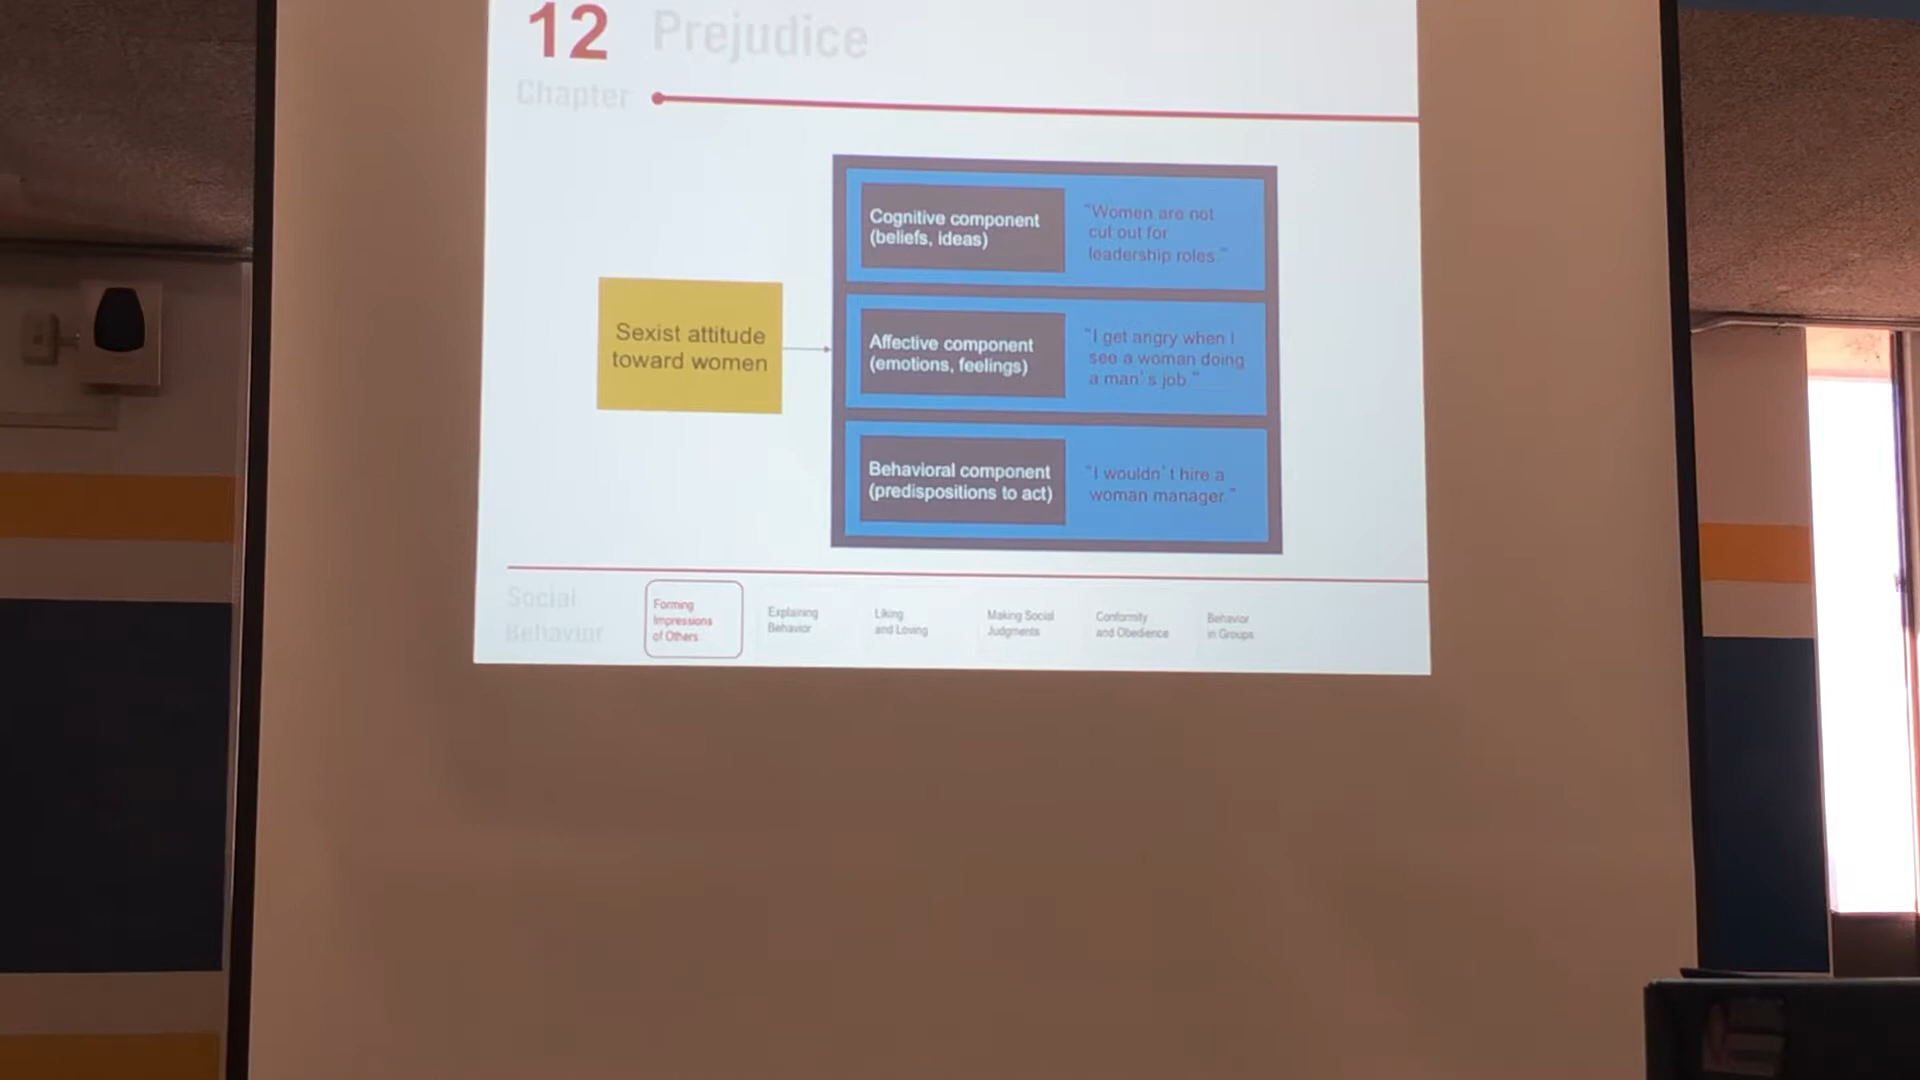 12 Prejudice
Chapter
Sexist attitude
toward women
Cognitive component
(beliefs, ideas)
"Women are not
cut out for
leadership roles."
Affective component
(emotions, feelings)
"I get angry when I
see a woman doing
a man's job."
Behavioral component
(predispositions to act)
"I wouldn't hire a
woman manager."
Social
Behavior
Forming
Impressions
of Others
Explaining
Behavior
Liking
and Loving
Making Social
Judgments
Conformity
and Obedience
Behavior
in Groups